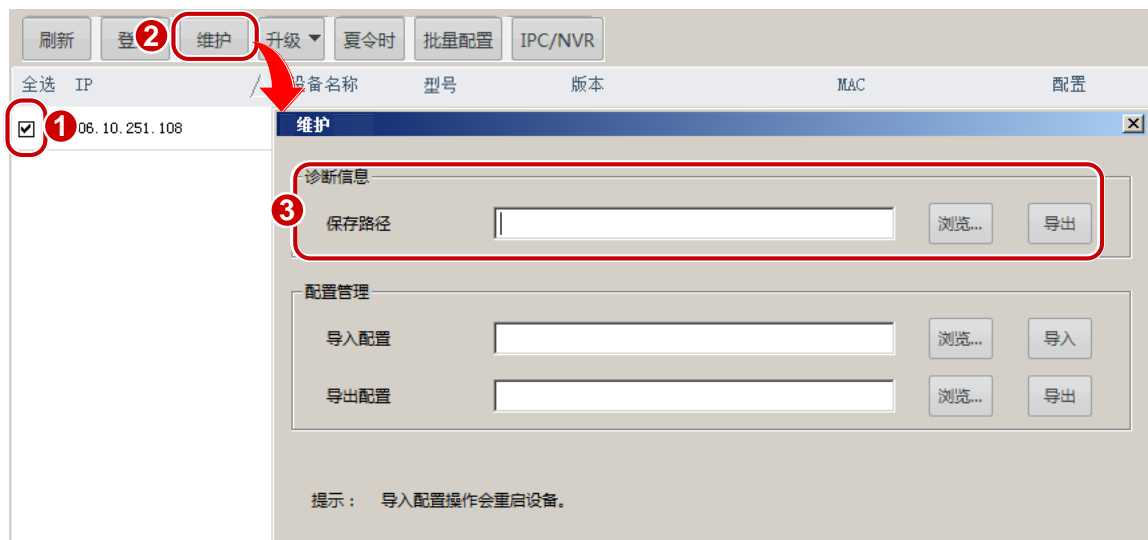 刷新 登 2 维护 升级 夏令时 批量配置 IPC/NVR
全选 IP 设备名称 型号 版本 MAC 配置
1 06.10.251.108
维护
诊断信息
3 保存路径 浏览... 导出
配置管理
导入配置 浏览... 导入
导出配置 浏览... 导出
提示： 导入配置操作会重启设备。